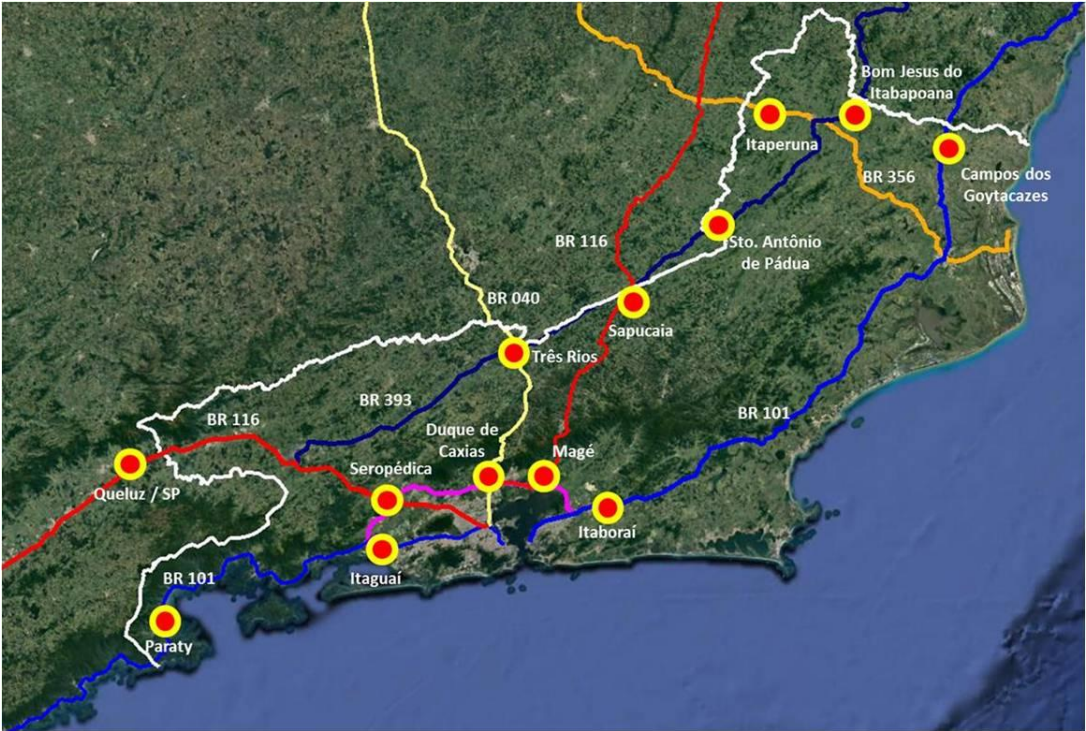 Bom Jesus do
Itabapoana
Itaperuna
BR 356
Campos dos
Goytacazes
BR 116
Sto. Antônio
de Pádua
BR 040
Sapucaia
Três Rios
BR 393
BR 101
BR 116
Duque de
Caxias
Magé
Seropédica
Queluz / SP
Itaboraí
Itaguaí
BR 101
Paraty